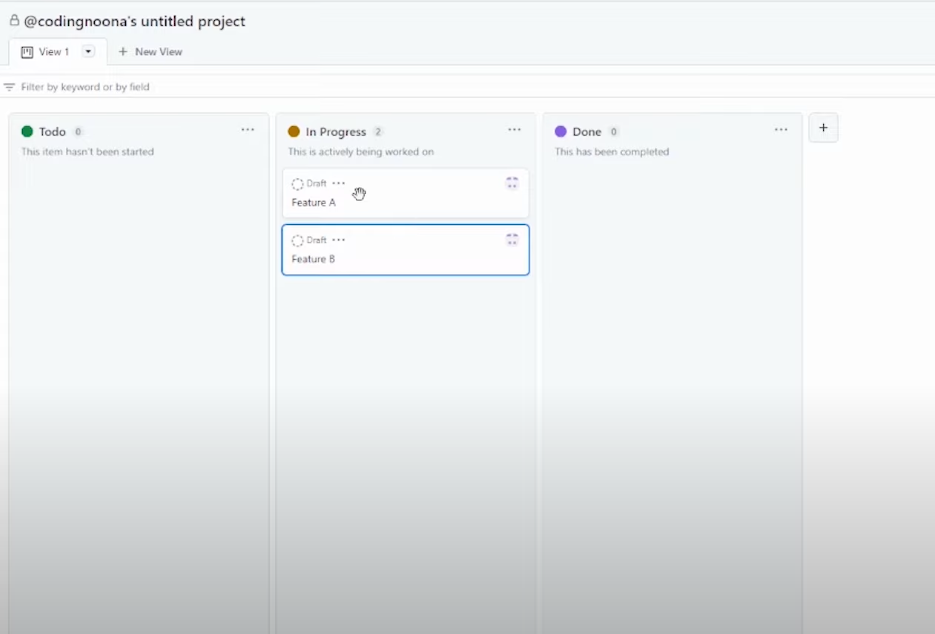 @codingnoona's untitled project
View 1
New View
Filter by keyword or by field
Todo 0
This item hasn't been started
In Progress 2
This is actively being worked on
Draft
Feature A
Draft
Feature B
Done 0
This has been completed